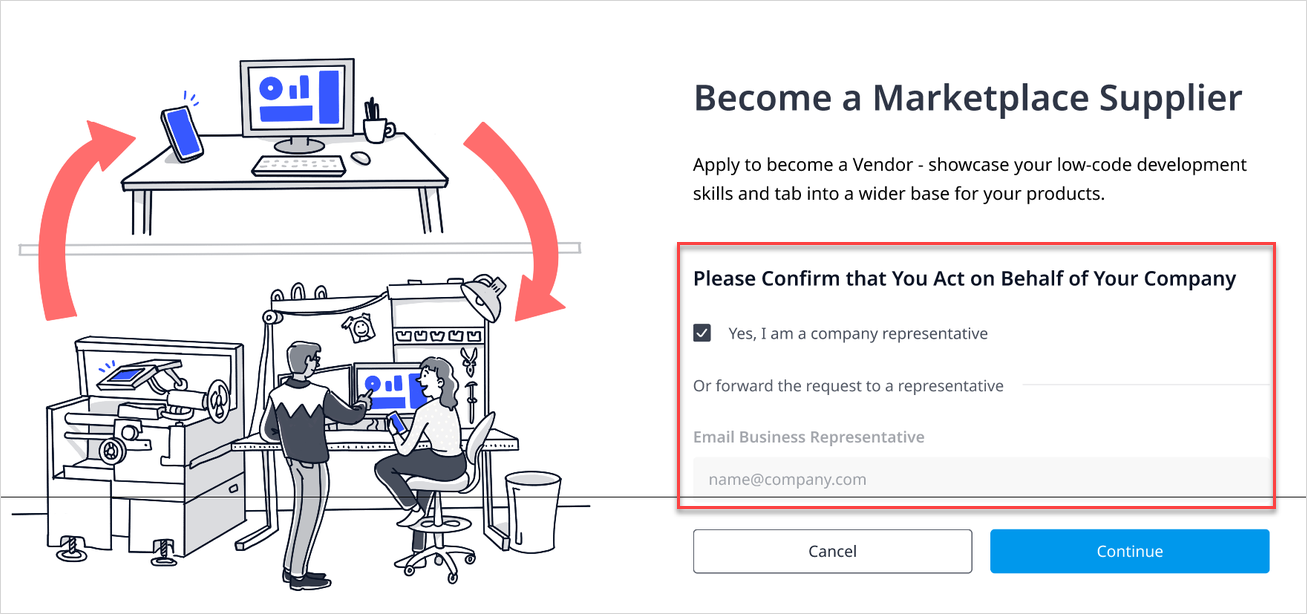 Become a Marketplace Supplier
Apply to become a Vendor - showcase your low-code development
skills and tab into a wider base for your products.
Please Confirm that You Act on Behalf of Your Company
Yes, I am a company representative
Or forward the request to a representative
Email Business Representative
name@company.com
Cancel
Continue